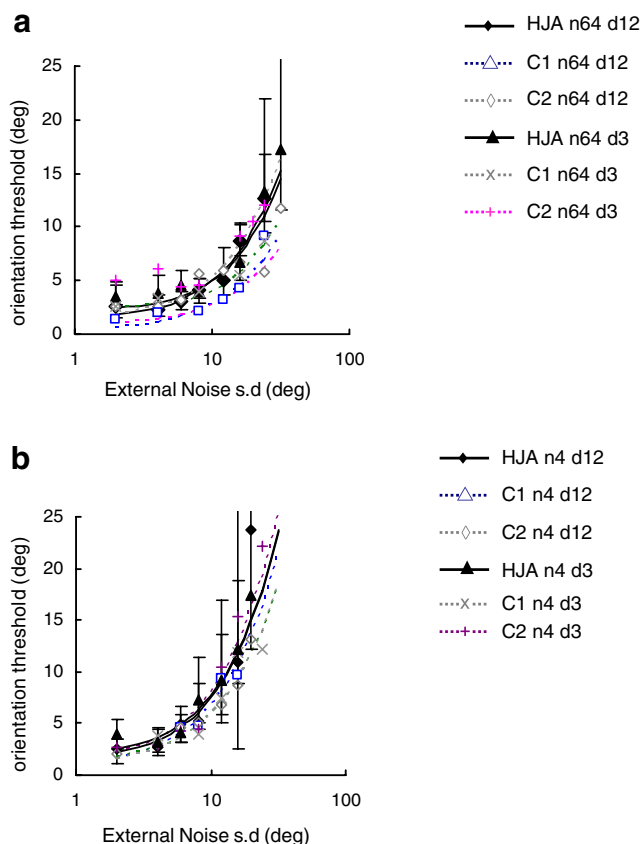 a
HJA n64 d12
C1 n64 d12
C2 n64 d12
HJA n64 d3
C1 n64 d3
C2 n64 d3
orientation threshold (deg)
25
20
15
10
5
0
1 10 100
External Noise s.d (deg)
b
HJA n4 d12
C1 n4 d12
C2 n4 d12
HJA n4 d3
C1 n4 d3
C2 n4 d3
orientation threshold (deg)
25
20
15
10
5
0
1 10 100
External Noise s.d (deg)